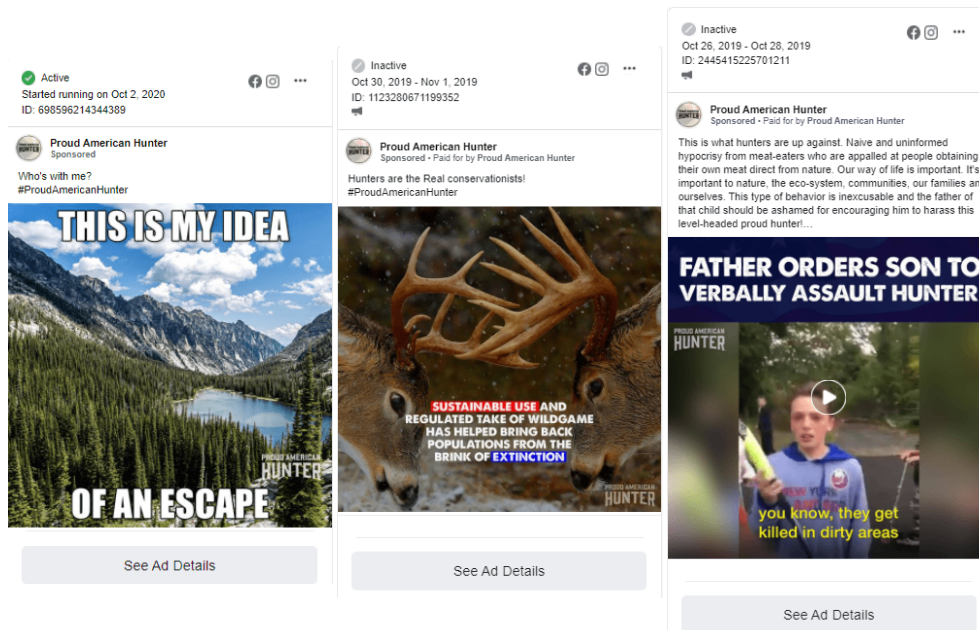 Active
Started running on Oct 2, 2020
ID: 698596214344389
Proud American Hunter
Sponsored
Who's with me?
#ProudAmericanHunter
THIS IS MY IDEA
PROUD AMERICAN
HUNTER
OF AN ESCAPE
See Ad Details
Inactive
Oct 30, 2019 - Nov 1, 2019
ID: 1123280671199352
Proud American Hunter
Sponsored • Paid for by Proud American Hunter
Hunters are the Real conservationists!
#ProudAmericanHunter
SUSTAINABLE USE AND
REGULATED TAKE OF WILDGAME
HAS HELPED BRING BACK
POPULATIONS FROM THE
BRINK OF EXTINCTION
PROUD AMERICAN
HUNTER
See Ad Details
Inactive
Oct 26, 2019 - Oct 28, 2019
ID: 2445415225701211
Proud American Hunter
Sponsored • Paid for by Proud American Hunter
This is what hunters are up against. Naive and uninformed
hypocrisy from meat-eaters who are appalled at people obtaining
their own meat direct from nature. Our way of life is important. It's
important to nature, the eco-system, communities, our families an
ourselves. This type of behavior is inexcusable and the father of
that child should be ashamed for encouraging him to harass this
level-headed proud hunter!...
FATHER ORDERS SON TO
VERBALLY ASSAULT HUNTER
PROUD AMERICAN
HUNTER
NEW YORK
you know, they get
killed in dirty areas
See Ad Details